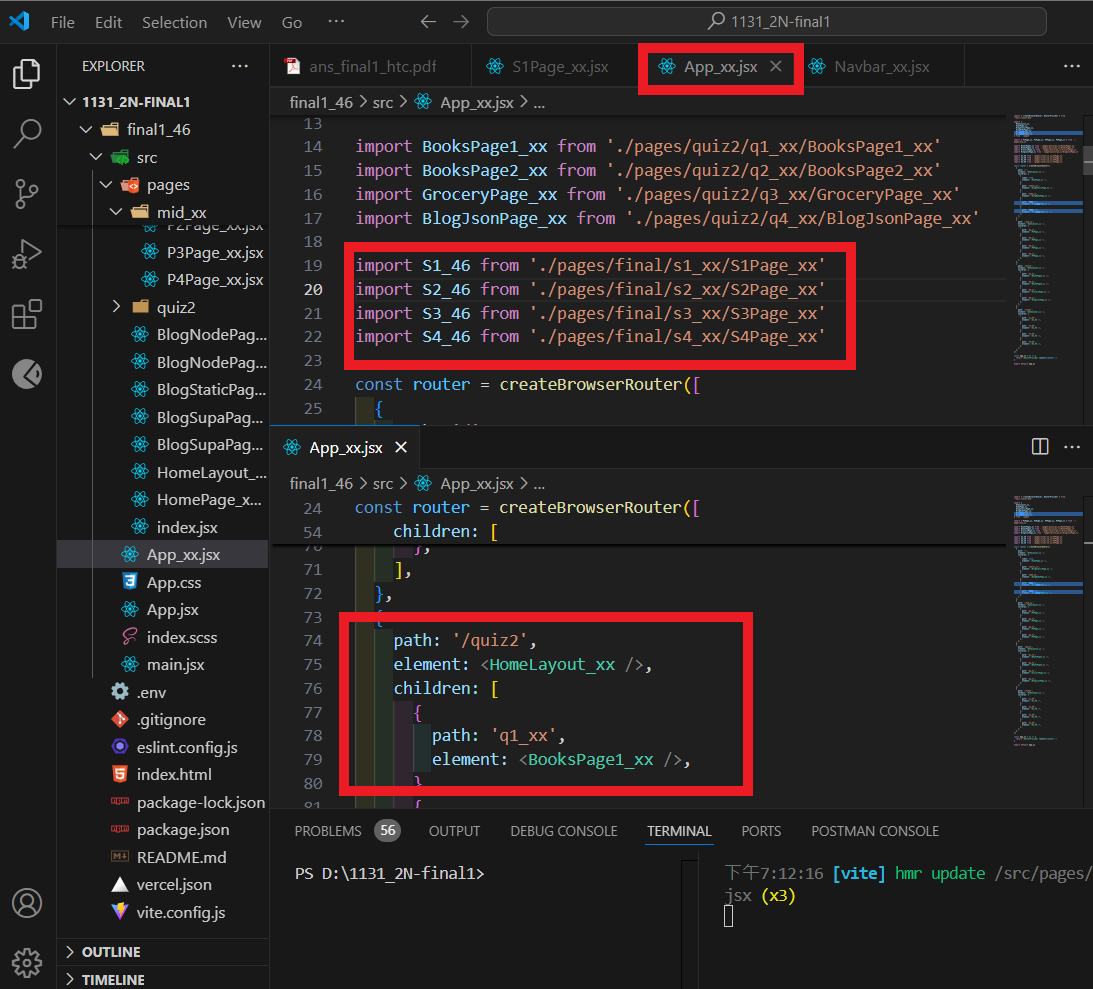 File Edit Selection View Go ··· 1131_2N-final1
EXPLORER ···
1131_2N-FINAL1
final1_46
src
pages
mid_xx
P2Page_xx.jsx
P3Page_xx.jsx
P4Page_xx.jsx
quiz2
BlogNodePag...
BlogNodePag...
BlogStaticPag...
BlogSupaPag...
BlogSupaPag...
HomeLayout_...
HomePage_x...
index.jsx
App_xx.jsx
App.css
App.jsx
index.scss
main.jsx
.env
.gitignore
eslint.config.js
index.html
package-lock.json
package.json
README.md
vercel.json
vite.config.js
OUTLINE
TIMELINE
ans_final1_htc.pdf S1Page_xx.jsx App_xx.jsx Navbar_xx.jsx ···
final1_46 > src > App_xx.jsx > ...
13
14 import BooksPage1_xx from './pages/quiz2/q1_xx/BooksPage1_xx'
15 import BooksPage2_xx from './pages/quiz2/q2_xx/BooksPage2_xx'
16 import GroceryPage_xx from './pages/quiz2/q3_xx/GroceryPage_xx'
17 import BlogJsonPage_xx from './pages/quiz2/q4_xx/BlogJsonPage_xx'
18
19 import S1_46 from './pages/final/s1_xx/S1Page_xx'
20 import S2_46 from './pages/final/s2_xx/S2Page_xx'
21 import S3_46 from './pages/final/s3_xx/S3Page_xx'
22 import S4_46 from './pages/final/s4_xx/S4Page_xx'
23
24 const router = createBrowserRouter([
25 {
App_xx.jsx ···
final1_46 > src > App_xx.jsx > ...
24 const router = createBrowserRouter([
54 children: [
70 },
71 ],
72 },
73 {
74 path: '/quiz2',
75 element: <HomeLayout_xx />,
76 children: [
77 {
78 path: 'q1_xx',
79 element: <BooksPage1_xx />,
80 }
81 {
PROBLEMS 56 OUTPUT DEBUG CONSOLE TERMINAL PORTS POSTMAN CONSOLE
PS D:\1131_2N-final1>
下午7:12:16 [vite] hmr update /src/pages/
jsx (x3)